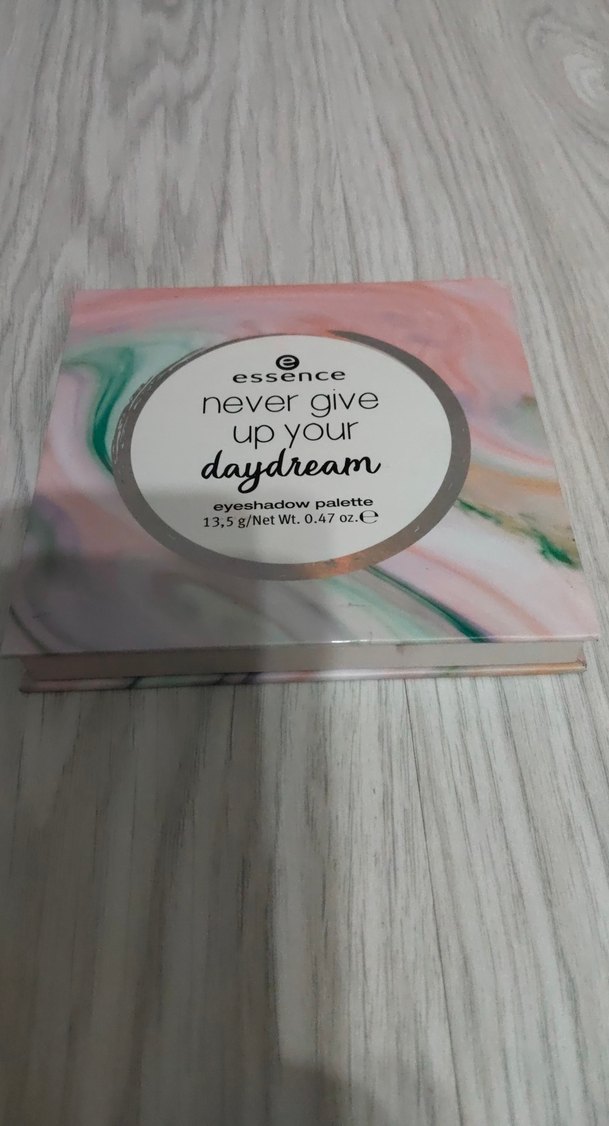 essence
never give
up your
daydream
eyeshadow palette
13,5 g/Net Wt. 0.47 oz.℮